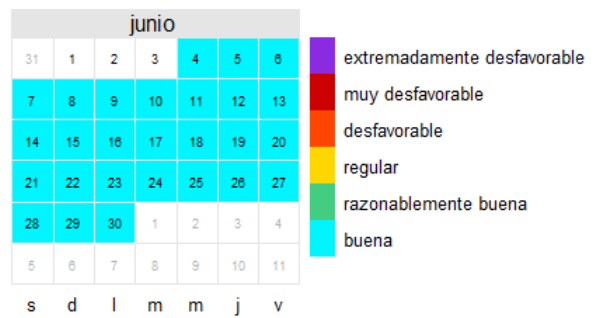 junio
31 1 2 3 4 5 6
7 8 9 10 11 12 13
14 15 16 17 18 19 20
21 22 23 24 25 26 27
28 29 30 1 2 3 4
5 6 7 8 9 10 11
s d l m m j v
extremadamente desfavorable
muy desfavorable
desfavorable
regular
razonablemente buena
buena